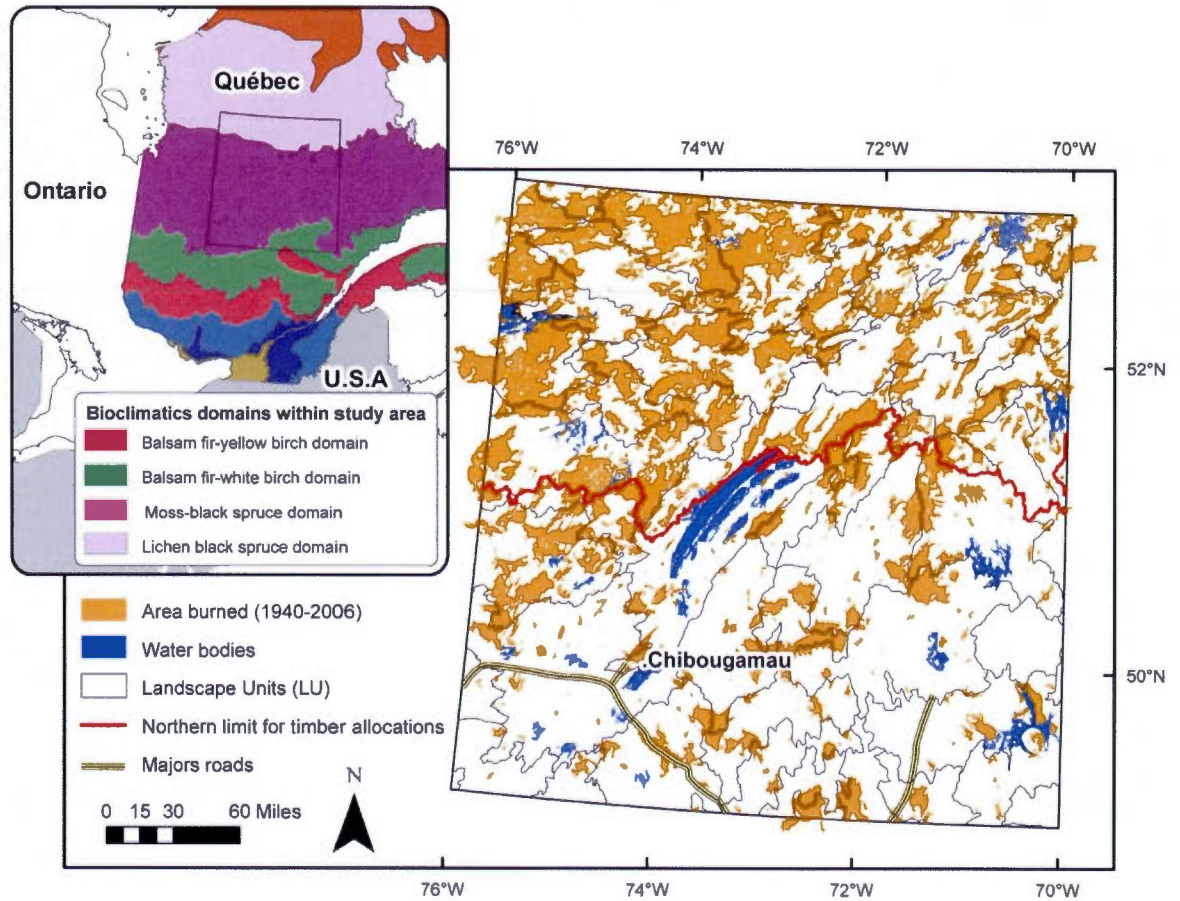 Québec
Ontario
U.S.A
Bioclimatics domains within study area
Balsam fir-yellow birch domain
Balsam fir-white birch domain
Moss-black spruce domain
Lichen black spruce domain
76°W 74°W 72°W 70°W
52°N
50°N
Chibougamau
Area burned (1940-2006)
Water bodies
Landscape Units (LU)
Northern limit for timber allocations
Majors roads
N
0 15 30 60 Miles
76°W 74°W 72°W 70°W